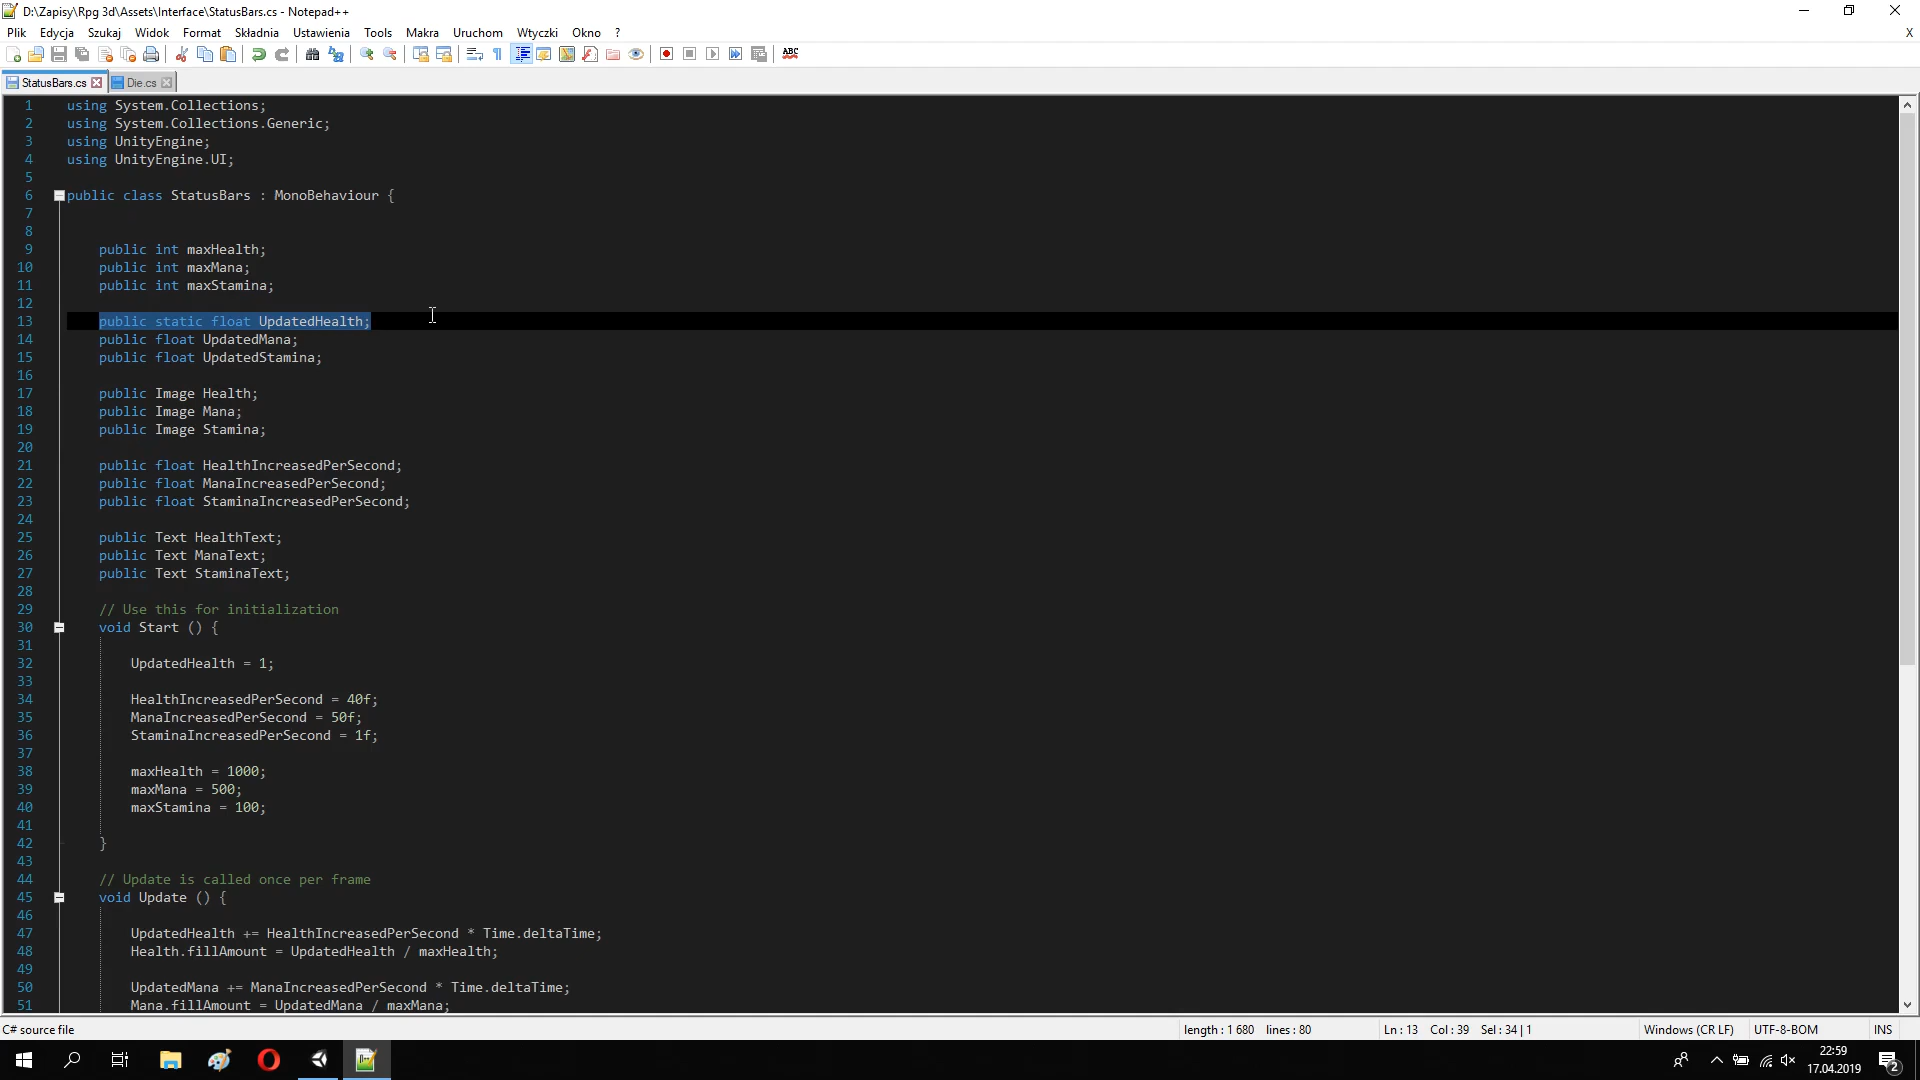 D:\Zapisy\Rpg 3d\Assets\Interface\StatusBars.cs - Notepad++
Plik Edycja Szukaj Widok Format Składnia Ustawienia Tools Makra Uruchom Wtyczki Okno ? X
ABC
StatusBars.cs Die.cs
1 using System.Collections;
2 using System.Collections.Generic;
3 using UnityEngine;
4 using UnityEngine.UI;
5
6 public class StatusBars : MonoBehaviour {
7
8
9 public int maxHealth;
10 public int maxMana;
11 public int maxStamina;
12
13 public static float UpdatedHealth;
14 public float UpdatedMana;
15 public float UpdatedStamina;
16
17 public Image Health;
18 public Image Mana;
19 public Image Stamina;
20
21 public float HealthIncreasedPerSecond;
22 public float ManaIncreasedPerSecond;
23 public float StaminaIncreasedPerSecond;
24
25 public Text HealthText;
26 public Text ManaText;
27 public Text StaminaText;
28
29 // Use this for initialization
30 void Start () {
31
32 UpdatedHealth = 1;
33
34 HealthIncreasedPerSecond = 40f;
35 ManaIncreasedPerSecond = 50f;
36 StaminaIncreasedPerSecond = 1f;
37
38 maxHealth = 1000;
39 maxMana = 500;
40 maxStamina = 100;
41
42 }
43
44 // Update is called once per frame
45 void Update () {
46
47 UpdatedHealth += HealthIncreasedPerSecond * Time.deltaTime;
48 Health.fillAmount = UpdatedHealth / maxHealth;
49
50 UpdatedMana += ManaIncreasedPerSecond * Time.deltaTime;
51 Mana.fillAmount = UpdatedMana / maxMana;
C# source file length : 1 680 lines : 80 Ln : 13 Col : 39 Sel : 34 | 1 Windows (CR LF) UTF-8-BOM INS
22:59
17.04.2019
2